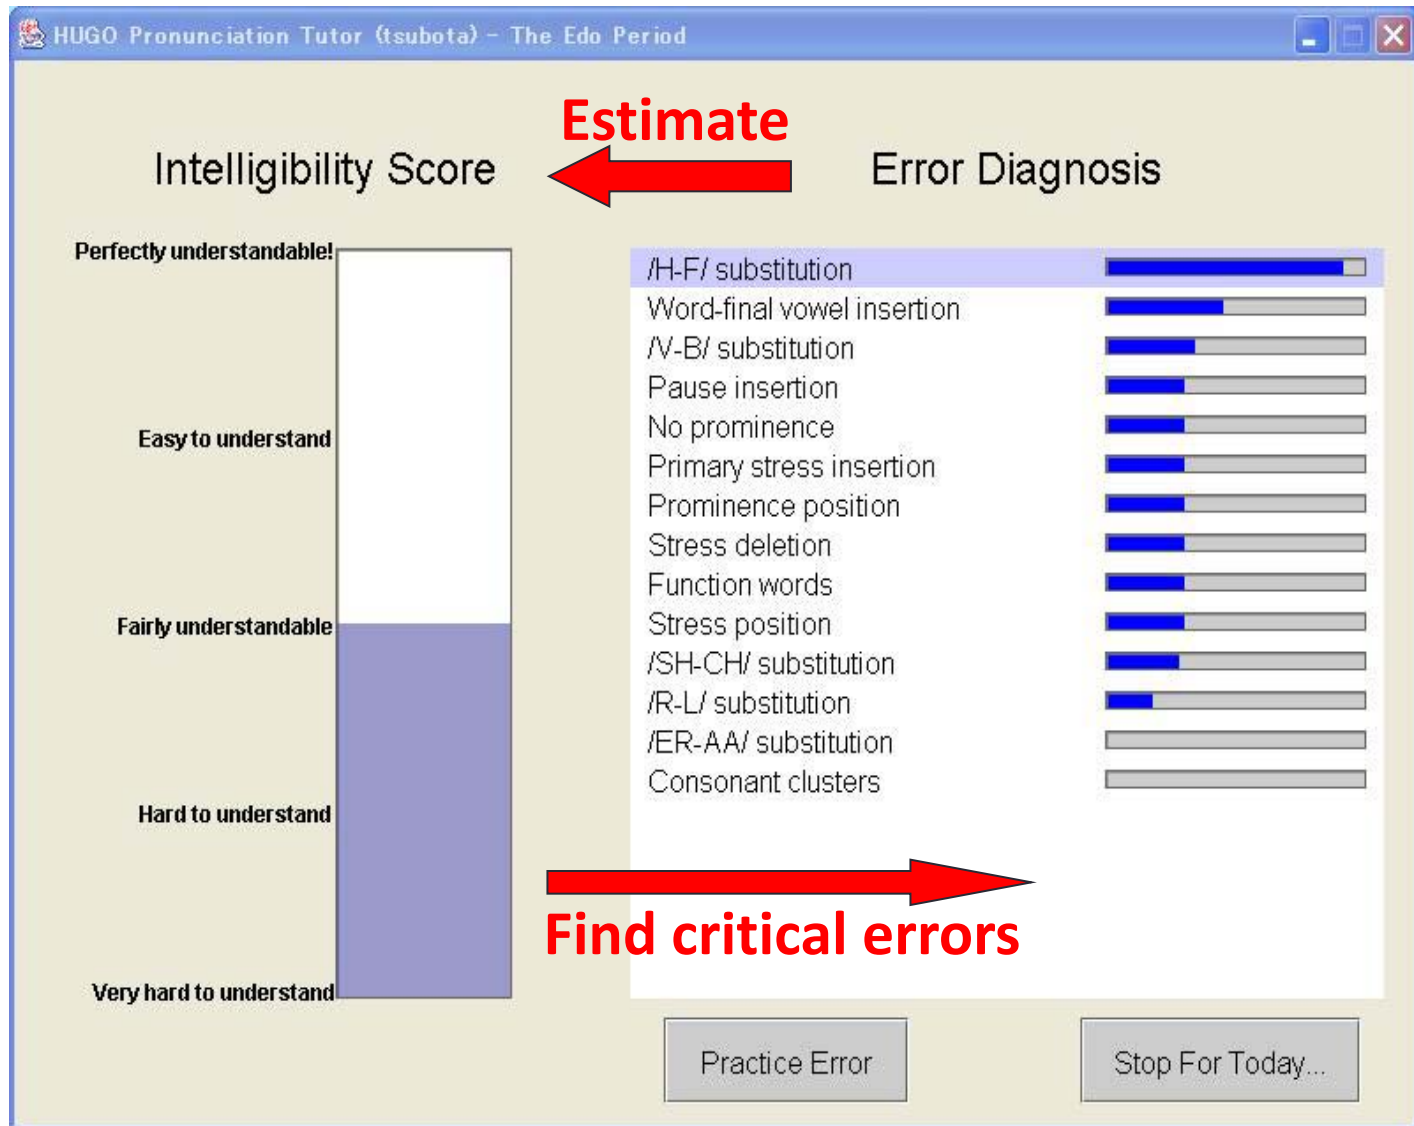 HUGO Pronunciation Tutor (tsubota) - The Edo Period
Estimate
Intelligibility Score
Error Diagnosis
Perfectly understandable!
Easy to understand
Fairly understandable
Hard to understand
Very hard to understand
/H-F/ substitution
Word-final vowel insertion
/V-B/ substitution
Pause insertion
No prominence
Primary stress insertion
Prominence position
Stress deletion
Function words
Stress position
/SH-CH/ substitution
/R-L/ substitution
/ER-AA/ substitution
Consonant clusters
Find critical errors
Practice Error
Stop For Today...